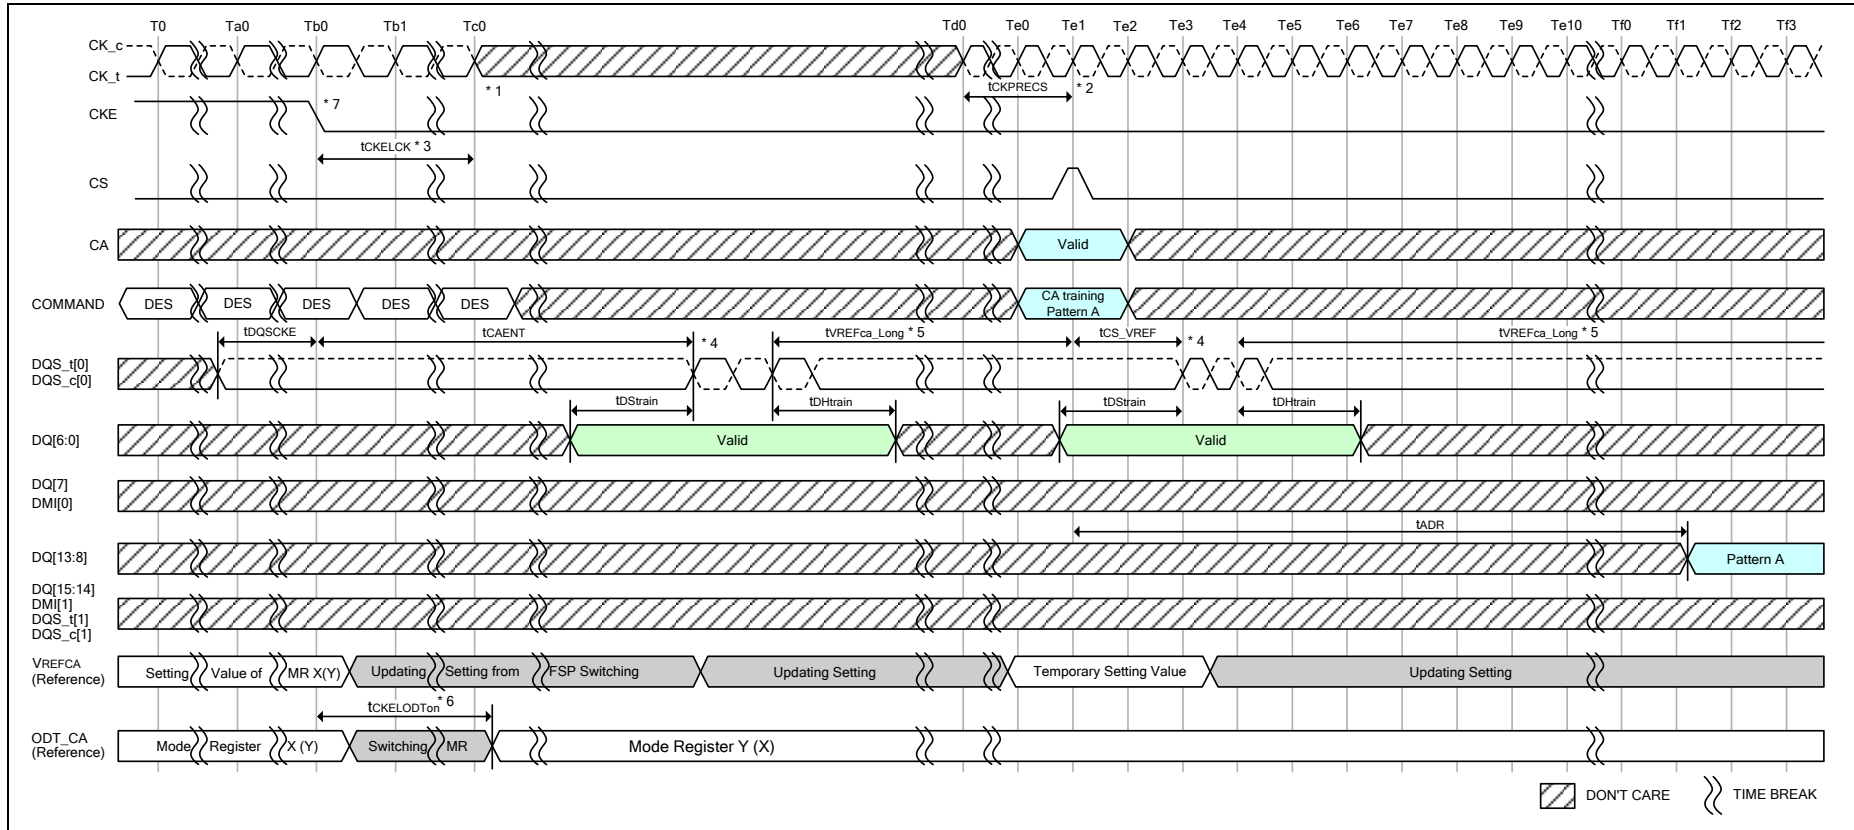 T0 Ta0 Tb0 Tb1 Tc0 Td0 Te0 Te1 Te2 Te3 Te4 Te5 Te6 Te7 Te8 Te9 Te10 Tf0 Tf1 Tf2 Tf3
CK_c
CK_t
* 1
tCKPRECS * 2
CKE
* 7
tCKELCK * 3
CS
CA
Valid
COMMAND
DES DES DES DES DES
CA training
Pattern A
tDQSCKE tCAENT * 4 tVREFca_Long * 5 tCS_VREF * 4 tVREFca_Long * 5
DQS_t[0]
DQS_c[0]
tDStrain tDHtrain tDStrain tDHtrain
DQ[6:0]
Valid Valid
DQ[7]
DMI[0]
tADR
DQ[13:8]
Pattern A
DQ[15:14]
DMI[1]
DQS_t[1]
DQS_c[1]
VREFCA
(Reference)
Setting Value of MR X(Y) Updating Setting from FSP Switching Updating Setting Temporary Setting Value Updating Setting
tCKELODTon * 6
ODT_CA
(Reference)
Mode Register X (Y) Switching MR Mode Register Y (X)
DON'T CARE TIME BREAK